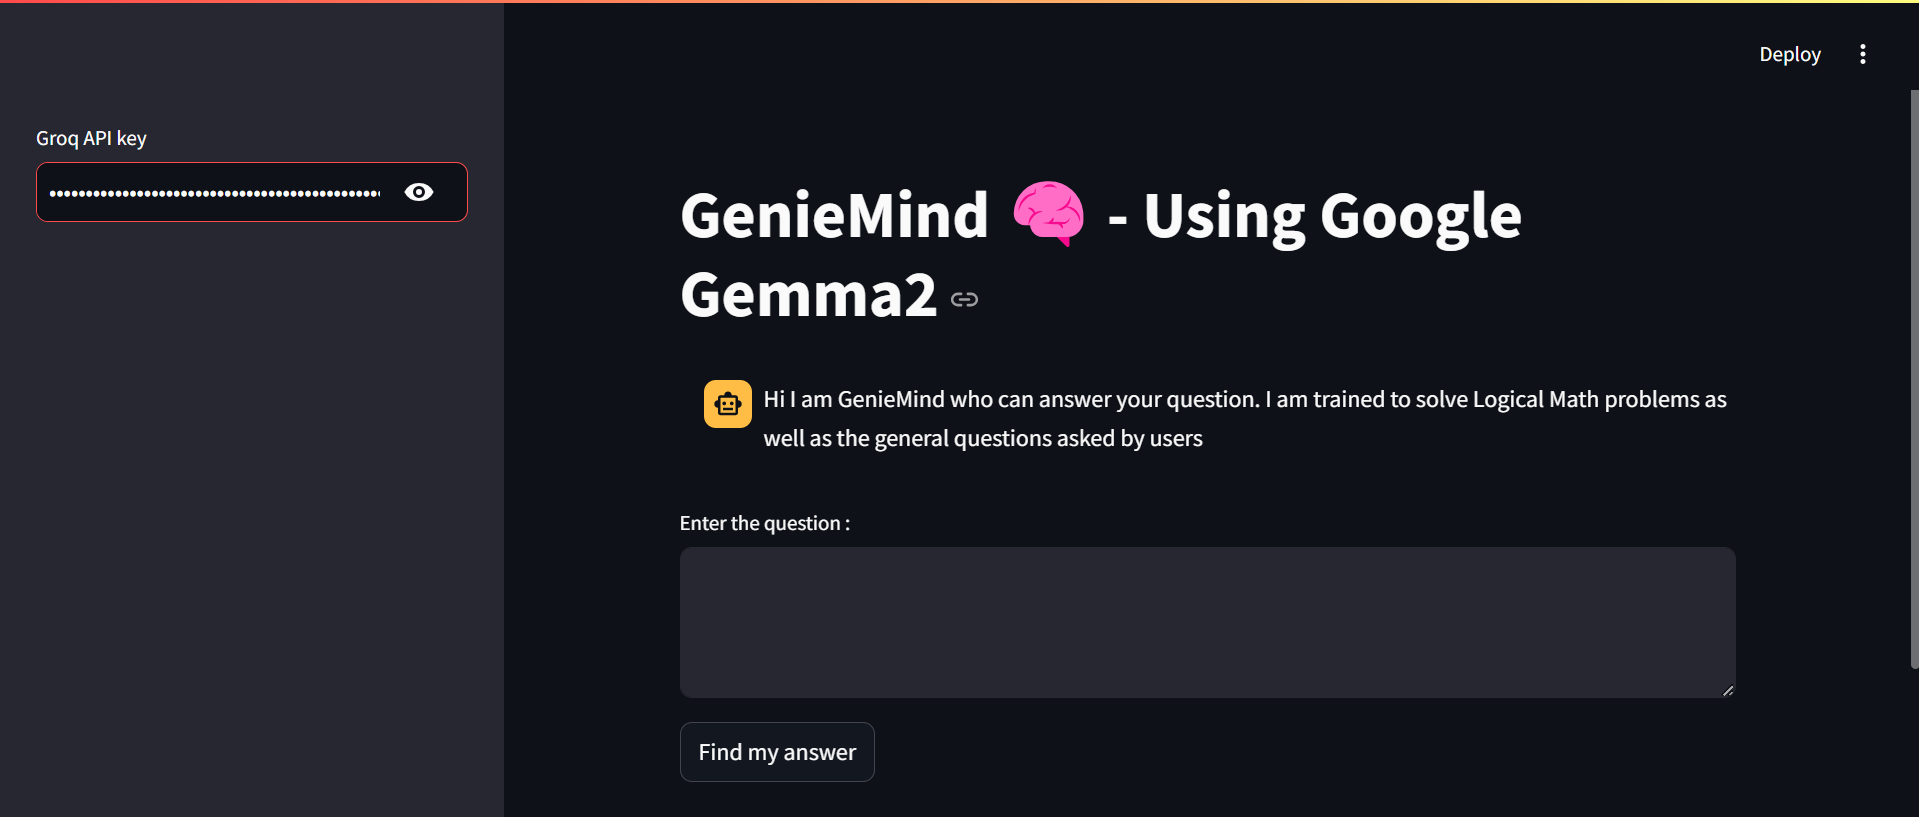 Deploy
Groq API key
GenieMind 🧠 - Using Google
Gemma2
Hi I am GenieMind who can answer your question. I am trained to solve Logical Math problems as
well as the general questions asked by users
Enter the question :
Find my answer